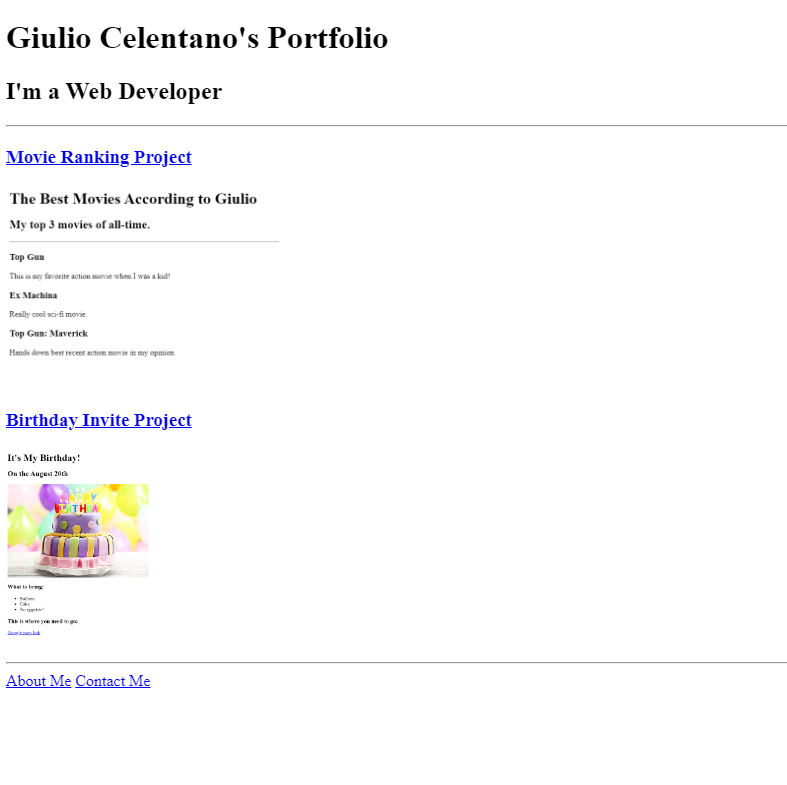 Giulio Celentano's Portfolio
I'm a Web Developer
Movie Ranking Project
The Best Movies According to Giulio
My top 3 movies of all-time.
Top Gun
This is my favorite action movie when I was a kid!
Ex Machina
Really cool sci-fi movie.
Top Gun: Maverick
Hands down best recent action movie in my opinion
Birthday Invite Project
It's My Birthday!
On the August 20th
HAPPY
BIRTHDAY
What to bring:
Cake
An appetite!
This is where you need to go:
Google map link
About Me Contact Me